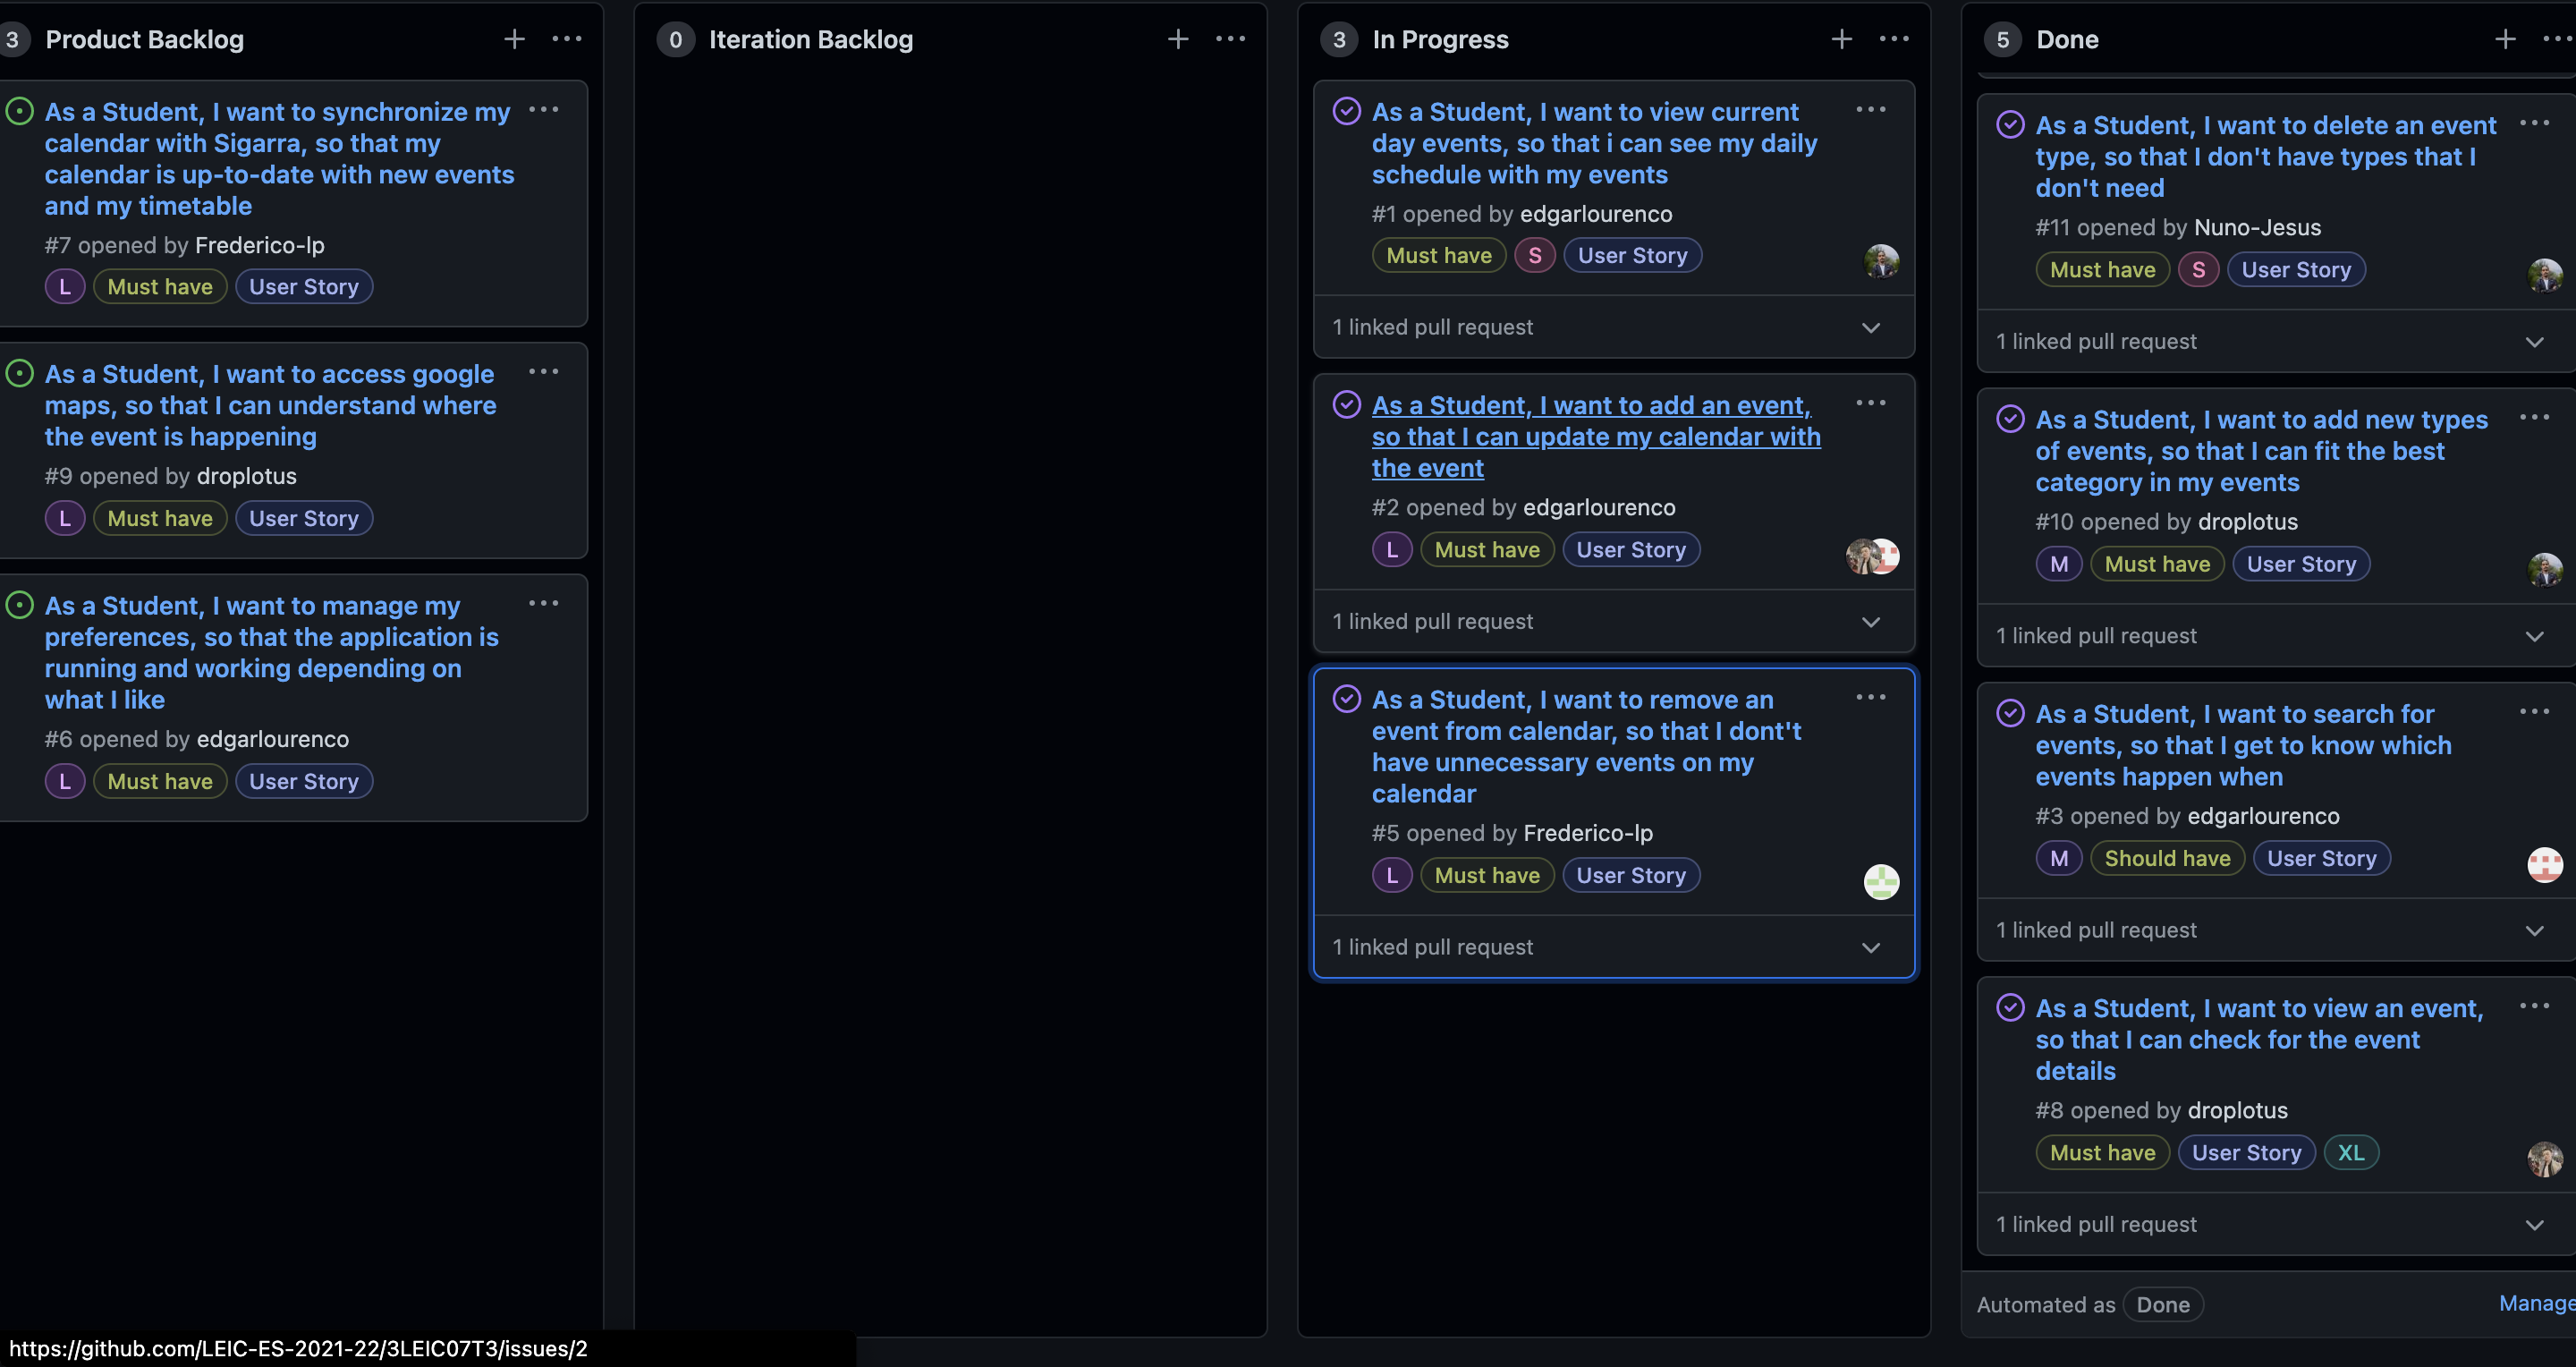 3 Product Backlog
As a Student, I want to synchronize my
calendar with Sigarra, so that my
calendar is up-to-date with new events
and my timetable
#7 opened by Frederico-lp
L Must have User Story
As a Student, I want to access google
maps, so that I can understand where
the event is happening
#9 opened by droplotus
L Must have User Story
As a Student, I want to manage my
preferences, so that the application is
running and working depending on
what I like
#6 opened by edgarlourenco
L Must have User Story
0 Iteration Backlog
3 In Progress
As a Student, I want to view current
day events, so that i can see my daily
schedule with my events
#1 opened by edgarlourenco
Must have S User Story
1 linked pull request
As a Student, I want to add an event,
so that I can update my calendar with
the event
#2 opened by edgarlourenco
L Must have User Story
1 linked pull request
As a Student, I want to remove an
event from calendar, so that I dont't
have unnecessary events on my
calendar
#5 opened by Frederico-lp
L Must have User Story
1 linked pull request
5 Done
As a Student, I want to delete an event
type, so that I don't have types that I
don't need
#11 opened by Nuno-Jesus
Must have S User Story
1 linked pull request
As a Student, I want to add new types
of events, so that I can fit the best
category in my events
#10 opened by droplotus
M Must have User Story
1 linked pull request
As a Student, I want to search for
events, so that I get to know which
events happen when
#3 opened by edgarlourenco
M Should have User Story
1 linked pull request
As a Student, I want to view an event,
so that I can check for the event
details
#8 opened by droplotus
Must have User Story XL
1 linked pull request
Automated as Done Manage
https://github.com/LEIC-ES-2021-22/3LEIC07T3/issues/2